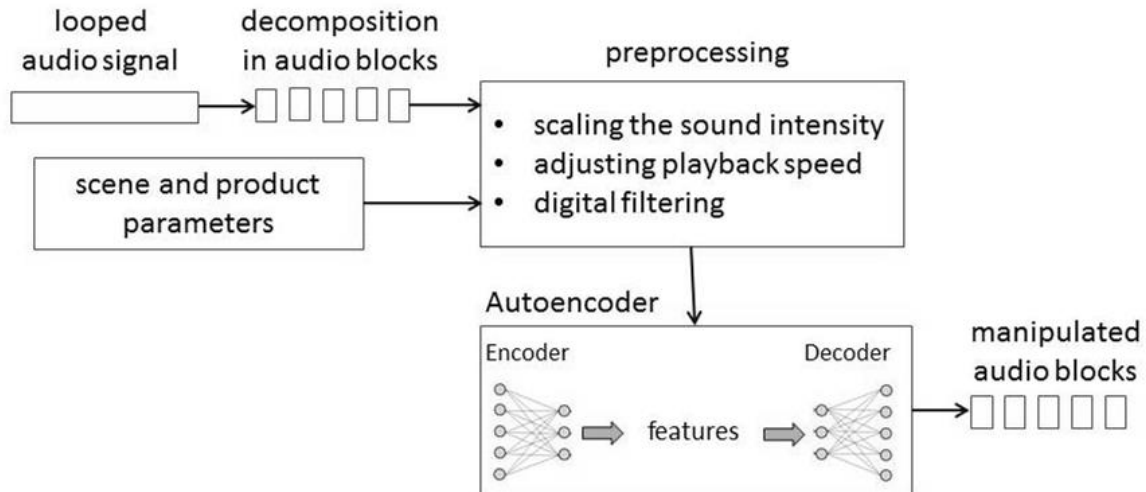 looped
audio signal
decomposition
in audio blocks
preprocessing
• scaling the sound intensity
• adjusting playback speed
• digital filtering
scene and product
parameters
Autoencoder
Encoder
features
Decoder
manipulated
audio blocks